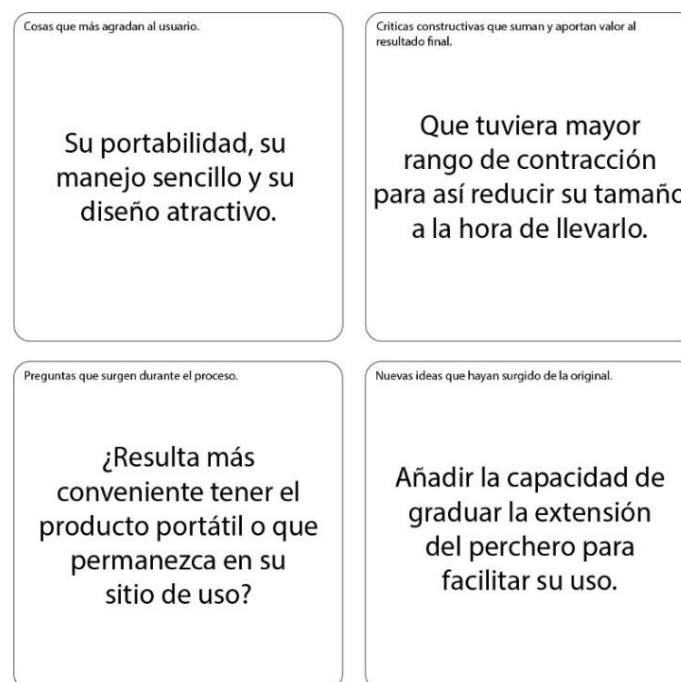 Cosas que más agradan al usuario.
Su portabilidad, su
manejo sencillo y su
diseño atractivo.
Criticas constructivas que suman y aportan valor al
resultado final.
Que tuviera mayor
rango de contracción
para así reducir su tamaño
a la hora de llevarlo.
Preguntas que surgen durante el proceso.
¿Resulta más
conveniente tener el
producto portátil o que
permanezca en su
sitio de uso?
Nuevas ideas que hayan surgido de la original.
Añadir la capacidad de
graduar la extensión
del perchero para
facilitar su uso.